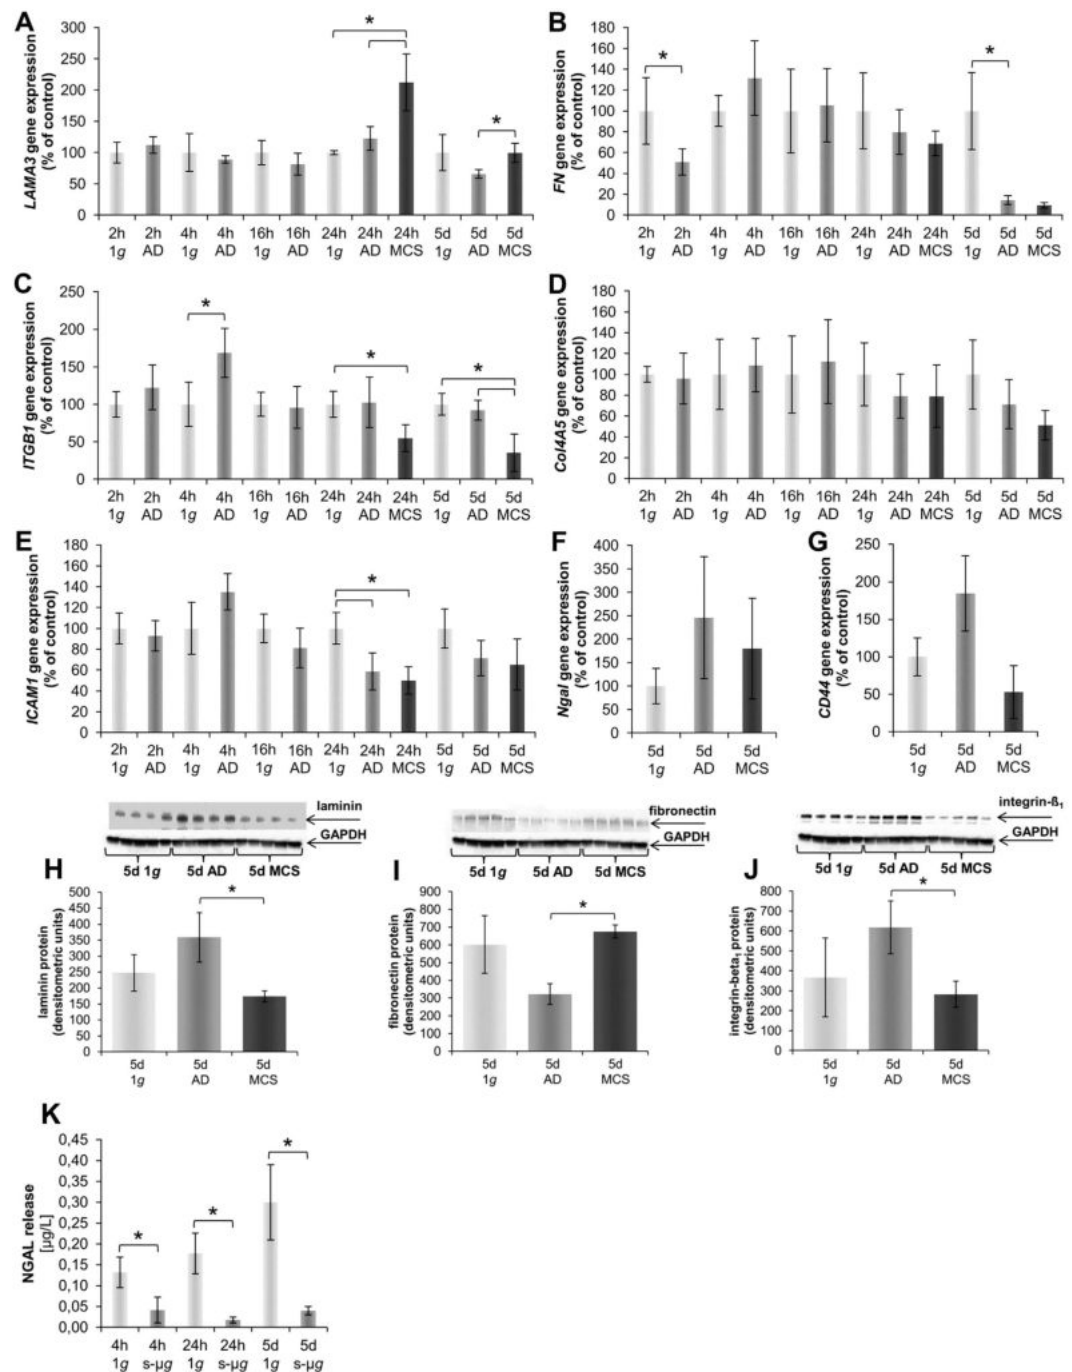 A
LAMA3 gene expression
(% of control)
300
250
200
150
100
50
0
*
*
2h 2h 4h 4h 16h 16h 24h 24h 24h 5d 5d 5d
1g AD 1g AD 1g AD 1g AD MCS 1g AD MCS
B
FN gene expression
(% of control)
180
160
140
120
100
80
60
40
20
0
*
*
2h 2h 4h 4h 16h 16h 24h 24h 24h 5d 5d 5d
1g AD 1g AD 1g AD 1g AD MCS 1g AD MCS
C
ITGB1 gene expression
(% of control)
250
200
150
100
50
0
*
*
*
2h 2h 4h 4h 16h 16h 24h 24h 24h 5d 5d 5d
1g AD 1g AD 1g AD 1g AD MCS 1g AD MCS
D
Col4A5 gene expression
(% of control)
180
160
140
120
100
80
60
40
20
0
2h 2h 4h 4h 16h 16h 24h 24h 24h 5d 5d 5d
1g AD 1g AD 1g AD 1g AD MCS 1g AD MCS
E
ICAM1 gene expression
(% of control)
180
160
140
120
100
80
60
40
20
0
*
2h 2h 4h 4h 16h 16h 24h 24h 24h 5d 5d 5d
1g AD 1g AD 1g AD 1g AD MCS 1g AD MCS
F
Ngal gene expression
(% of control)
400
350
300
250
200
150
100
50
0
5d 5d 5d
1g AD MCS
G
CD44 gene expression
(% of control)
250
200
150
100
50
0
5d 5d 5d
1g AD MCS
laminin
GAPDH
5d 1g 5d AD 5d MCS
H
laminin protein
(densitometric units)
500
450
400
350
300
250
200
150
100
50
0
*
5d 5d 5d
1g AD MCS
fibronectin
GAPDH
5d 1g 5d AD 5d MCS
I
fibronectin protein
(densitometric units)
900
800
700
600
500
400
300
200
100
0
*
5d 5d 5d
1g AD MCS
integrin-ß1
GAPDH
5d 1g 5d AD 5d MCS
J
integrin-beta1 protein
(densitometric units)
800
700
600
500
400
300
200
100
0
*
5d 5d 5d
1g AD MCS
K
NGAL release
[µg/L]
0,45
0,40
0,35
0,30
0,25
0,20
0,15
0,10
0,05
0,00
*
*
*
4h 4h 24h 24h 5d 5d
1g s-µg 1g s-µg 1g s-µg